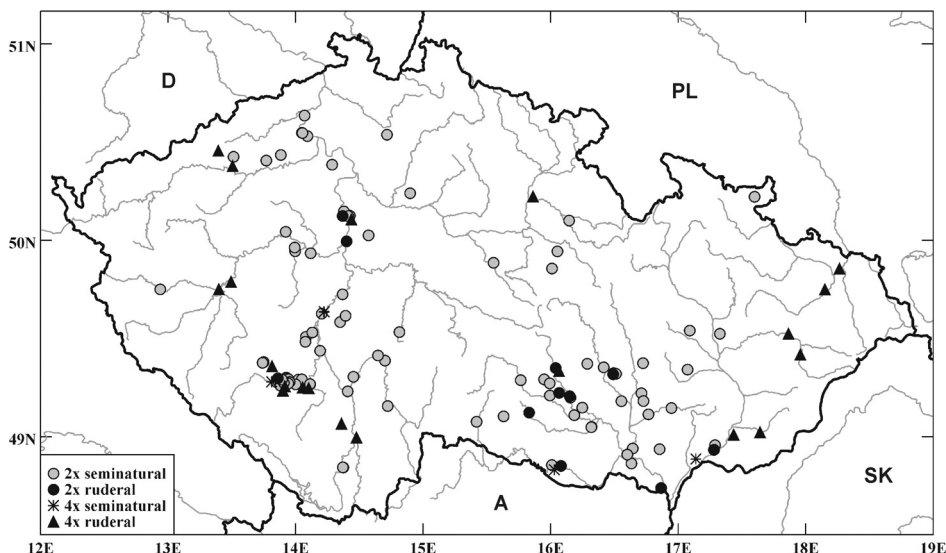 51N
D
PL
50N
49N
2x seminatural
2x ruderal
4x seminatural
4x ruderal
A
SK
12E 13E 14E 15E 16E 17E 18E 19E